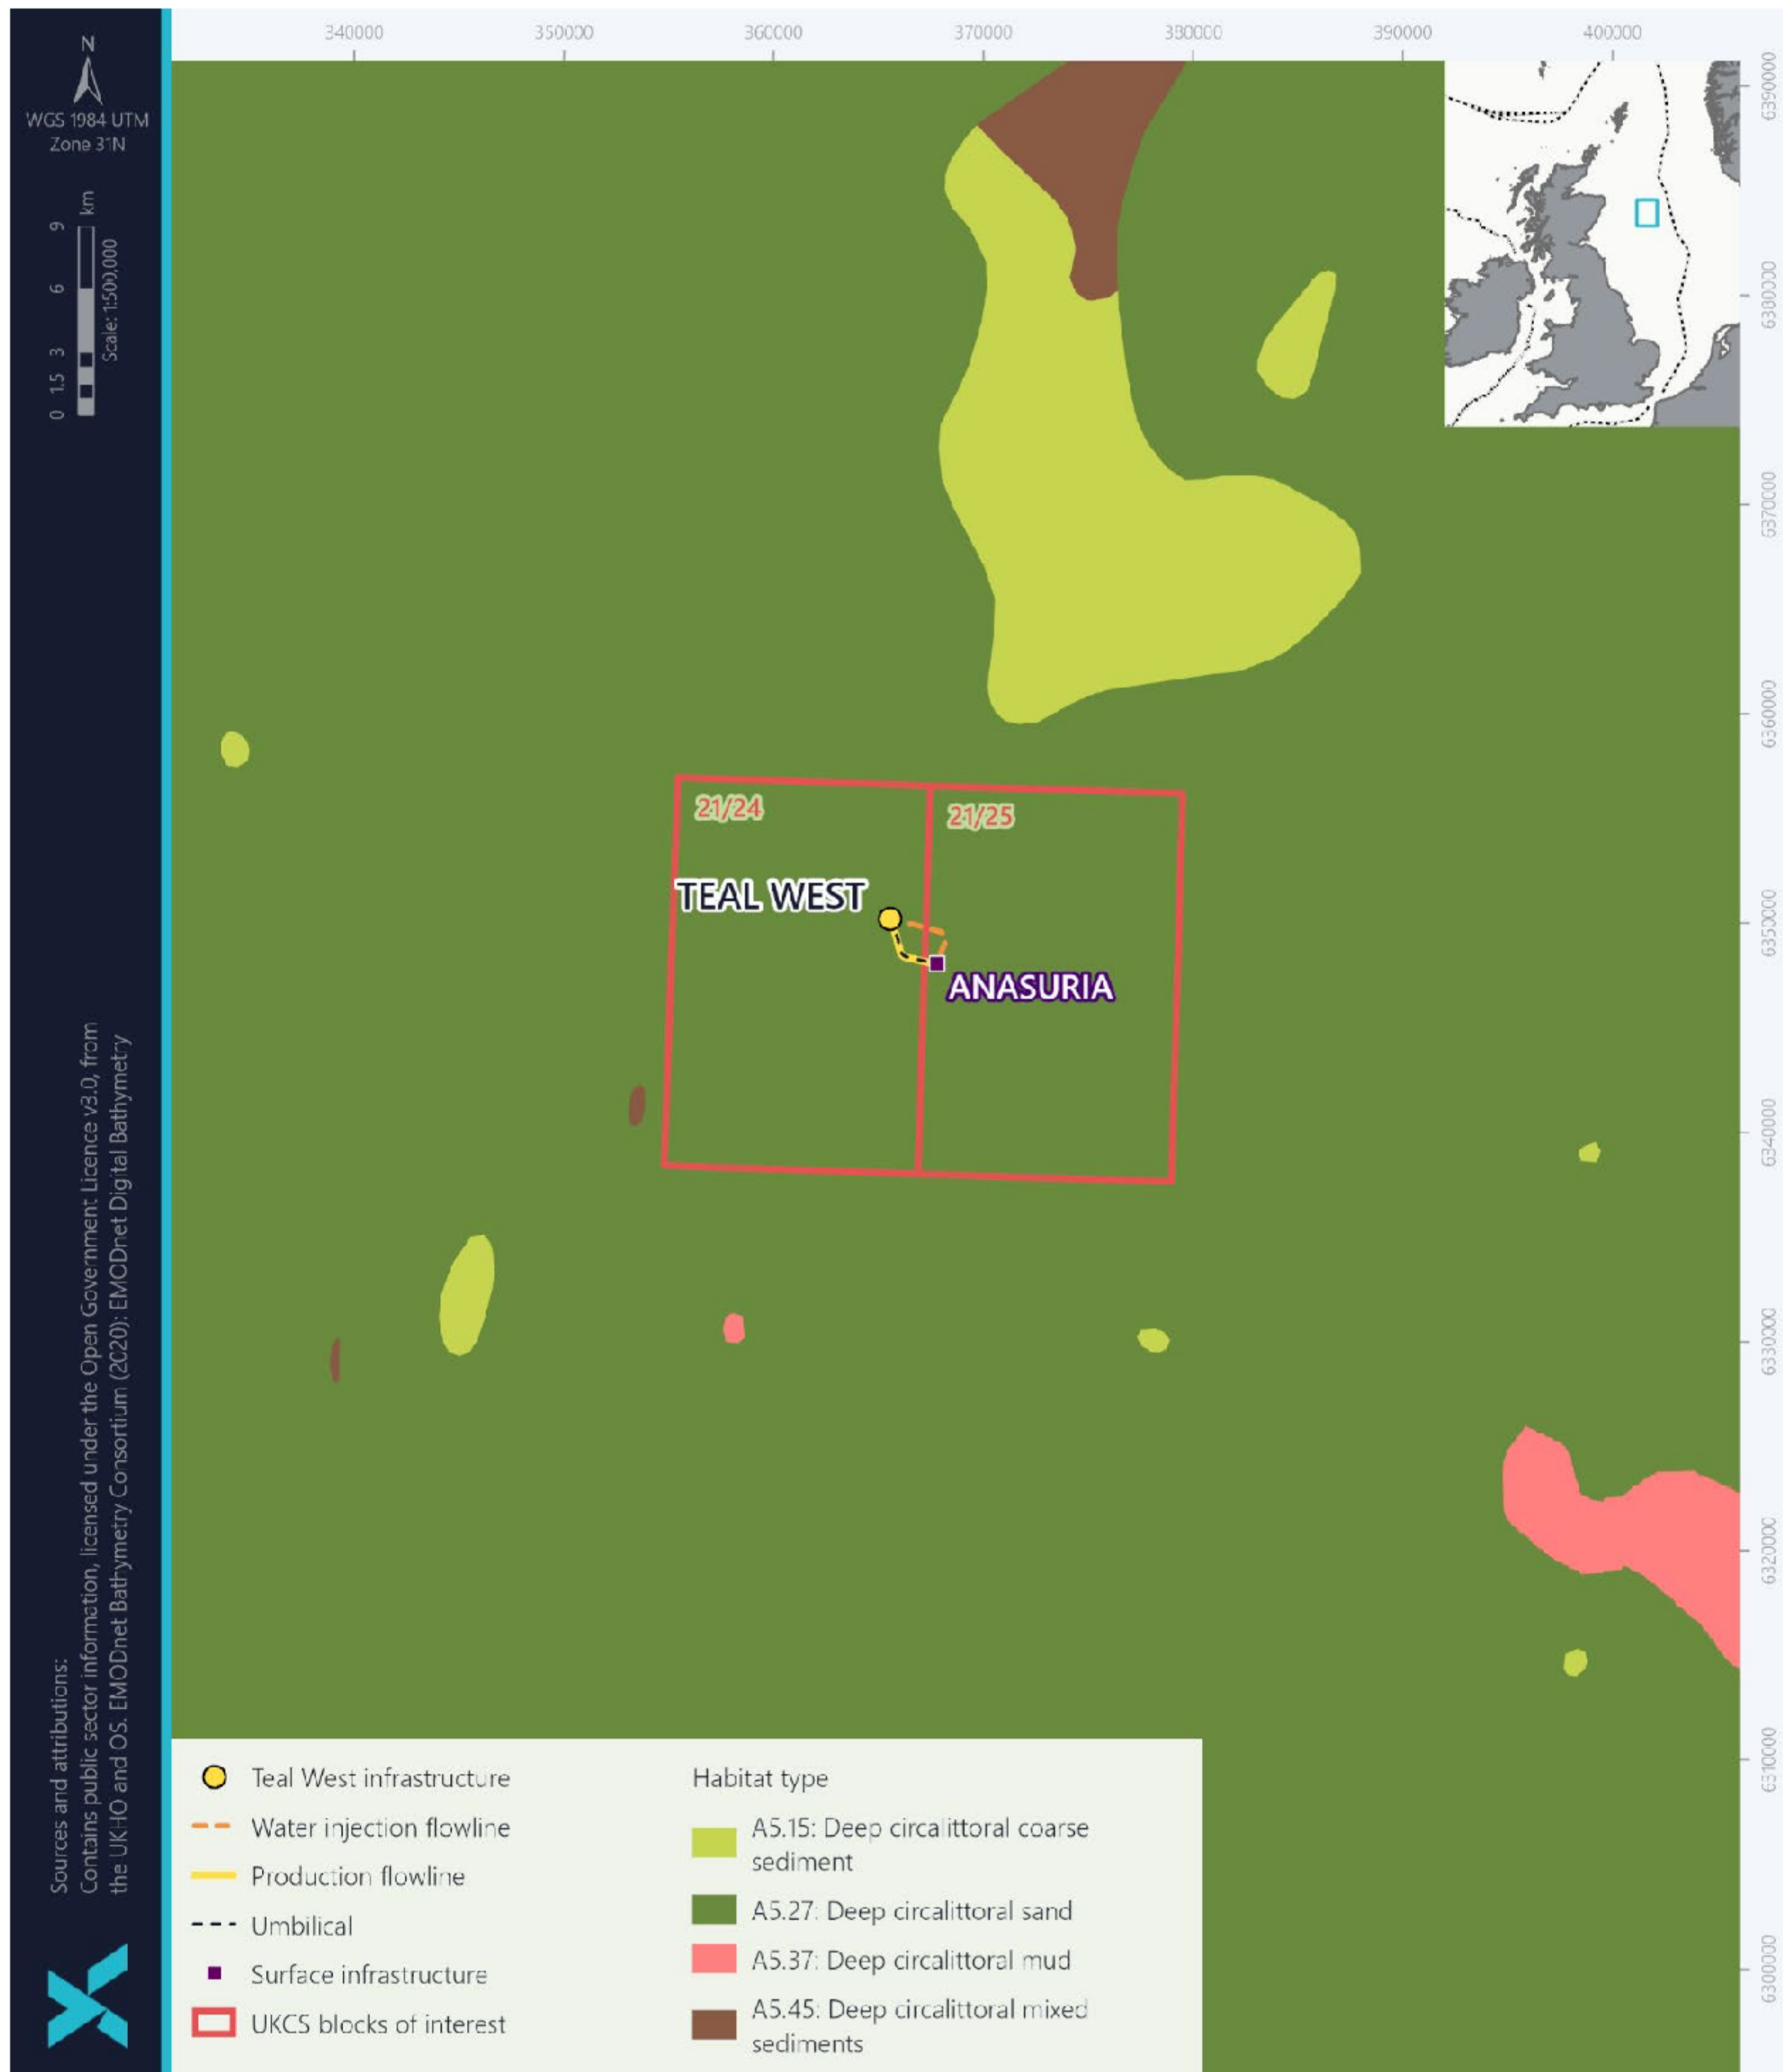 340000 350000 360000 370000 380000 390000 400000
N
WGS 1984 UTM
Zone 31N
0 1.5 3 6 9 km
Scale: 1:500,000
6390000
6380000
6370000
6360000
6350000
6340000
6330000
6320000
6310000
6300000
21/24
21/25
TEAL WEST
ANASURIA
Sources and attributions:
Contains public sector information, licensed under the Open Government Licence v3.0, from
the UKHO and OS. EMODnet Bathymetry Consortium (2020): EMODnet Digital Bathymetry
Teal West infrastructure
Water injection flowline
Production flowline
Umbilical
Surface infrastructure
UKCS blocks of interest
Habitat type
A5.15: Deep circalittoral coarse
sediment
A5.27: Deep circalittoral sand
A5.37: Deep circalittoral mud
A5.45: Deep circalittoral mixed
sediments